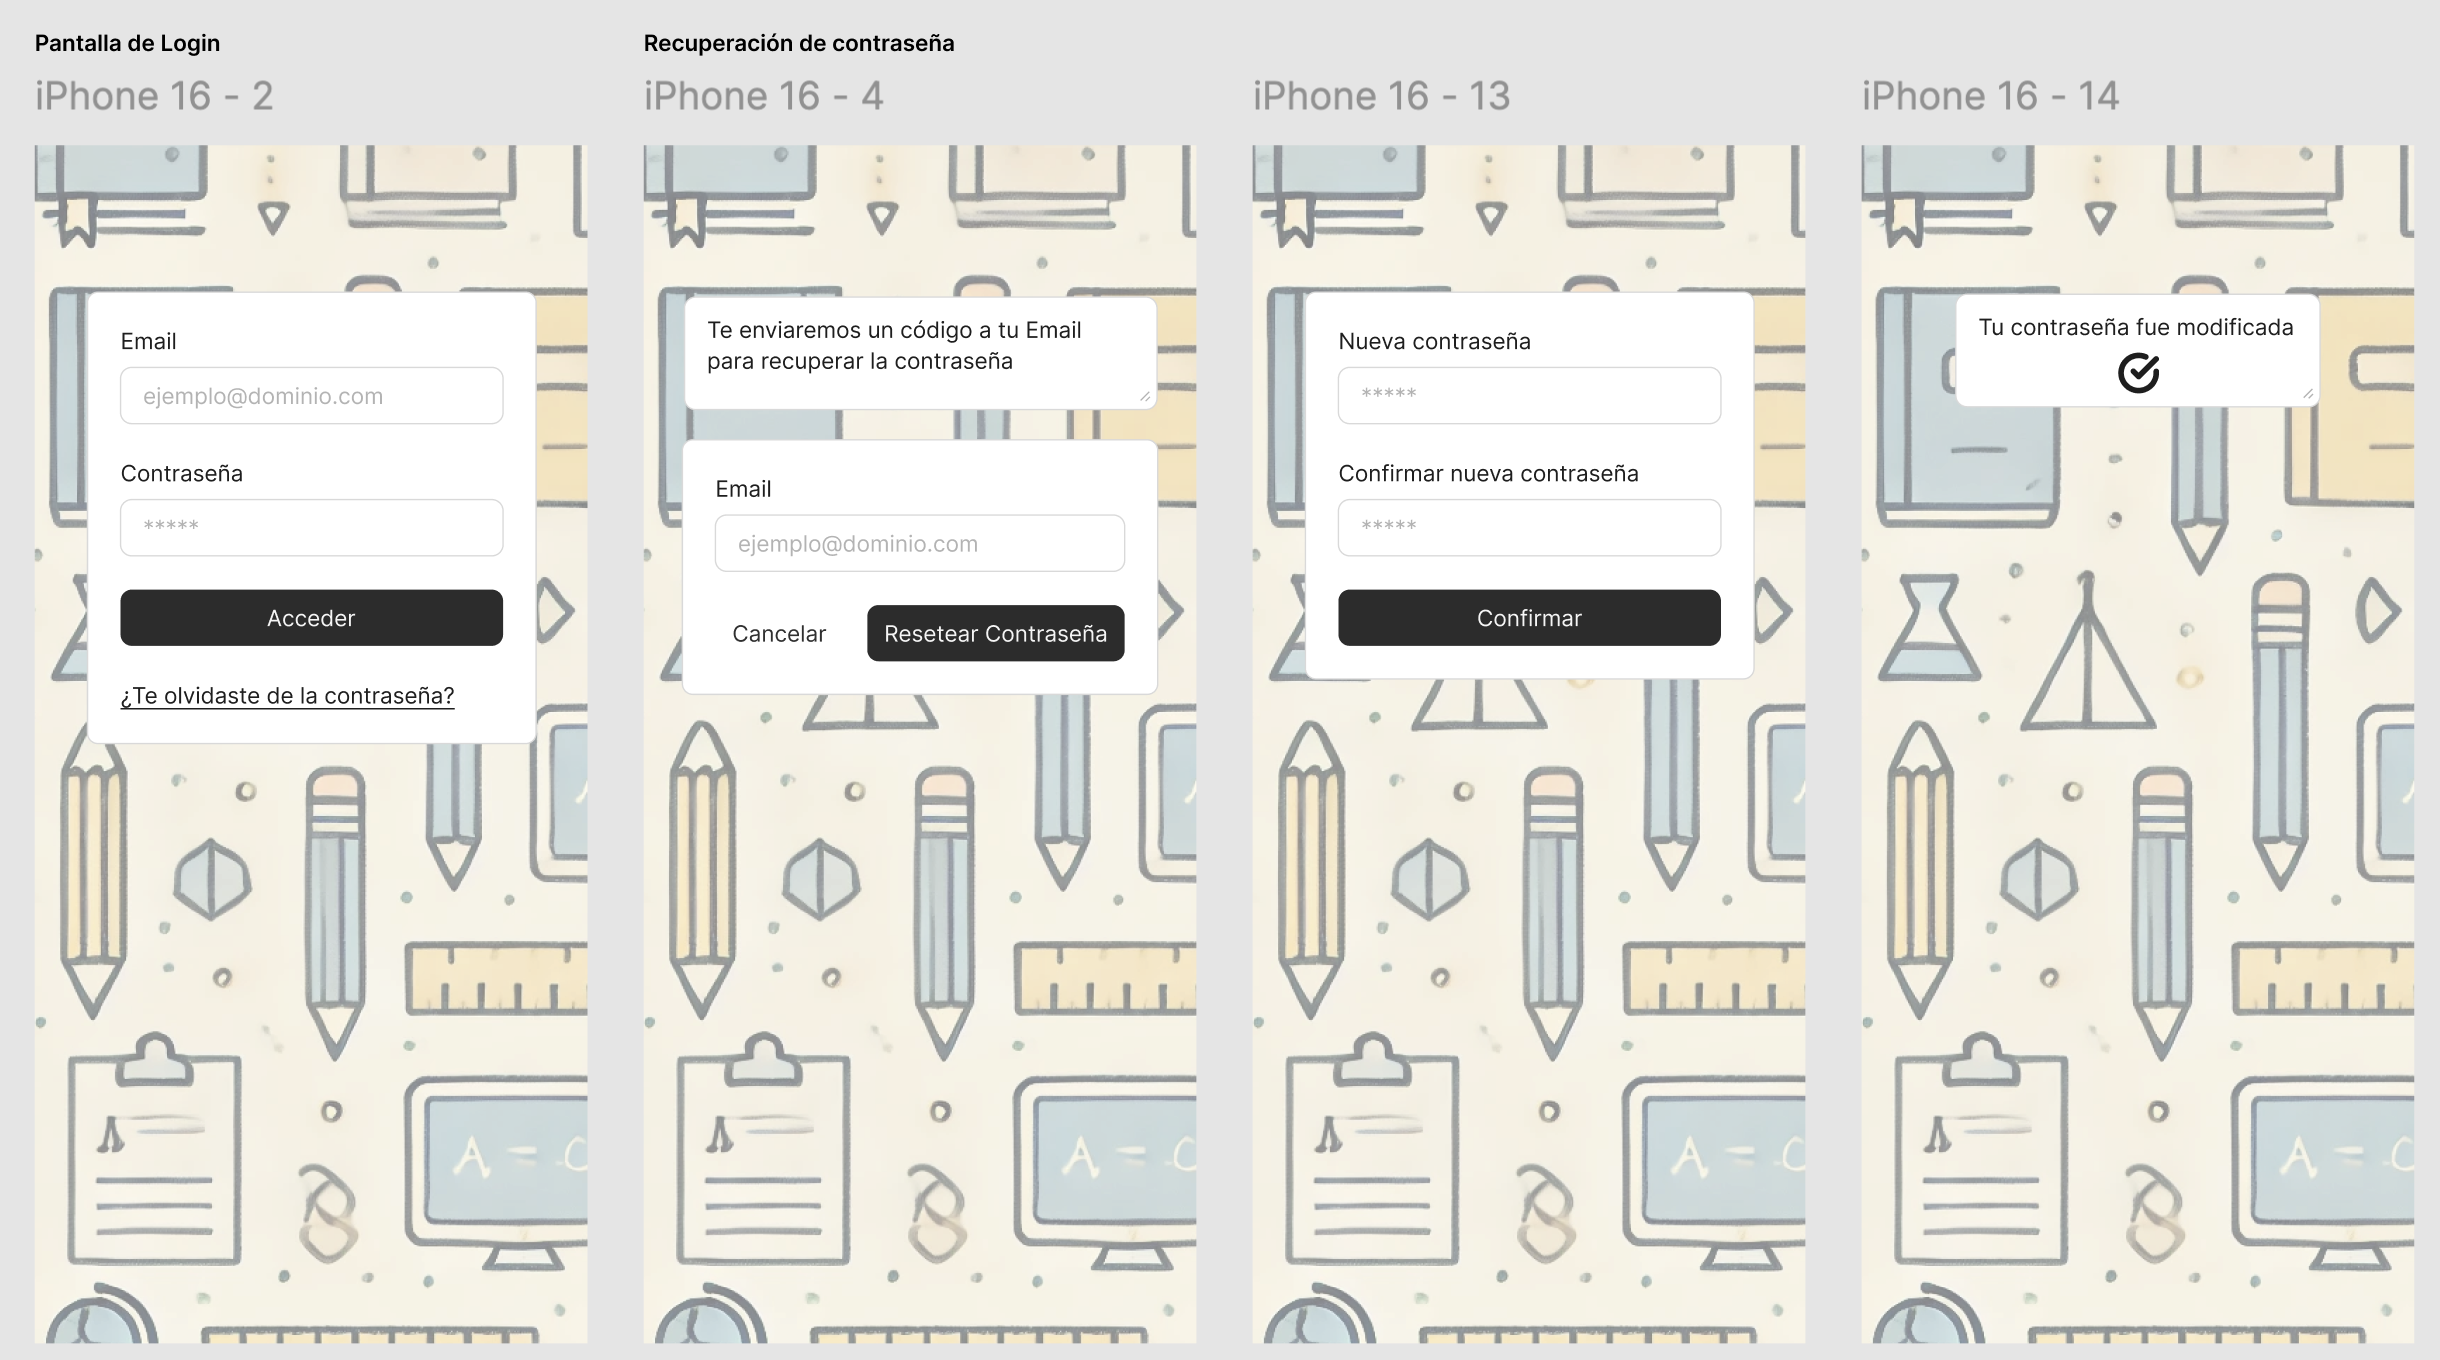 Pantalla de Login
iPhone 16 - 2
Email
ejemplo@dominio.com
Contraseña
*****
Acceder
¿Te olvidaste de la contraseña?
Recuperación de contraseña
iPhone 16 - 4
Te enviaremos un código a tu Email
para recuperar la contraseña
Email
ejemplo@dominio.com
Cancelar
Resetear Contraseña
iPhone 16 - 13
Nueva contraseña
*****
Confirmar nueva contraseña
*****
Confirmar
iPhone 16 - 14
Tu contraseña fue modificada
A = C
A = C
A = C
A = C